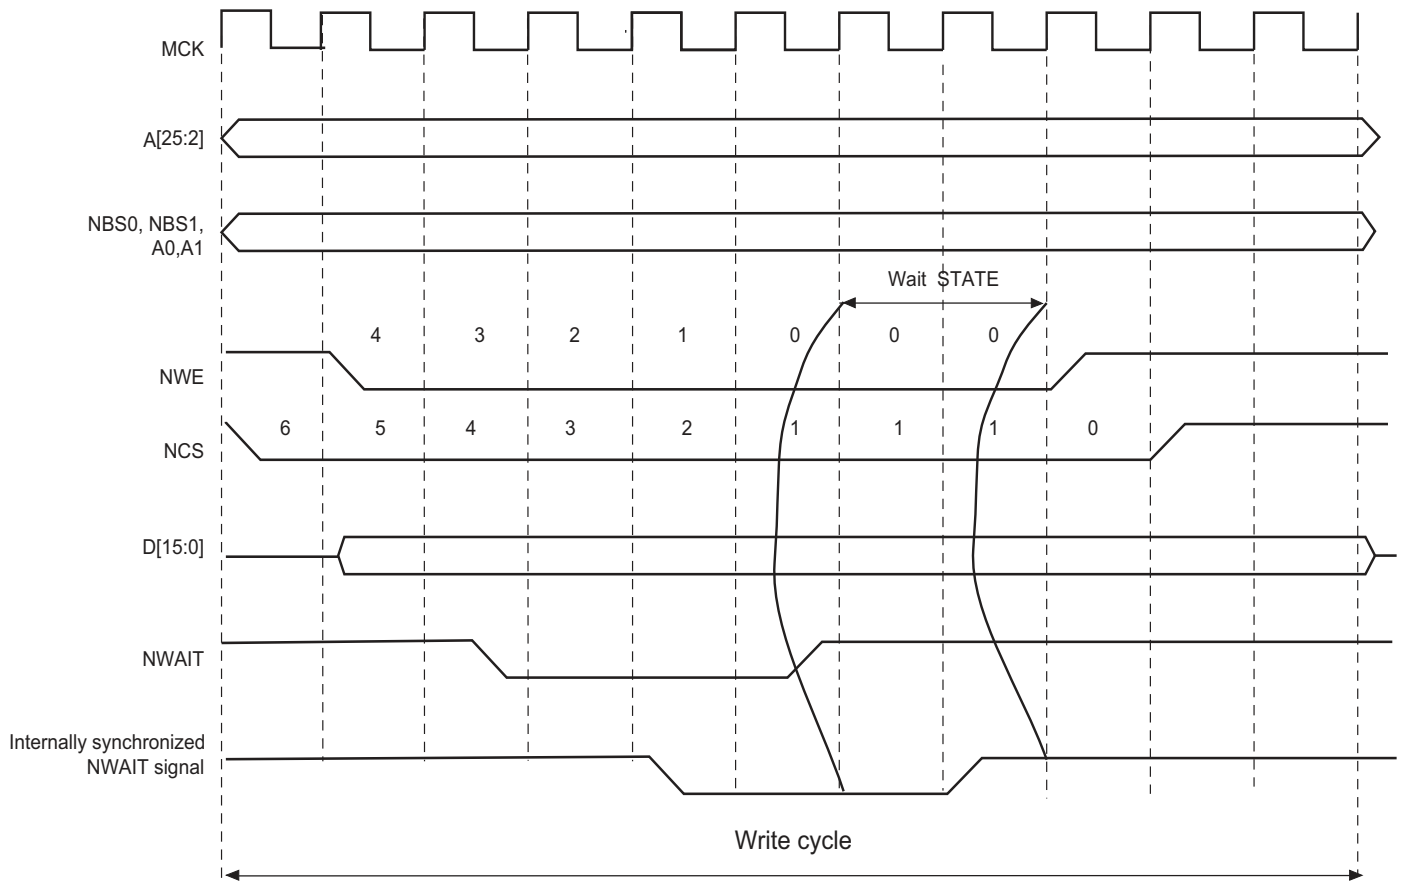 MCK
A[25:2]
NBS0, NBS1,
A0,A1
Wait STATE
4 3 2 1 0 0 0
NWE
6 5 4 3 2 1 1 1 0
NCS
D[15:0]
NWAIT
Internally synchronized
NWAIT signal
Write cycle